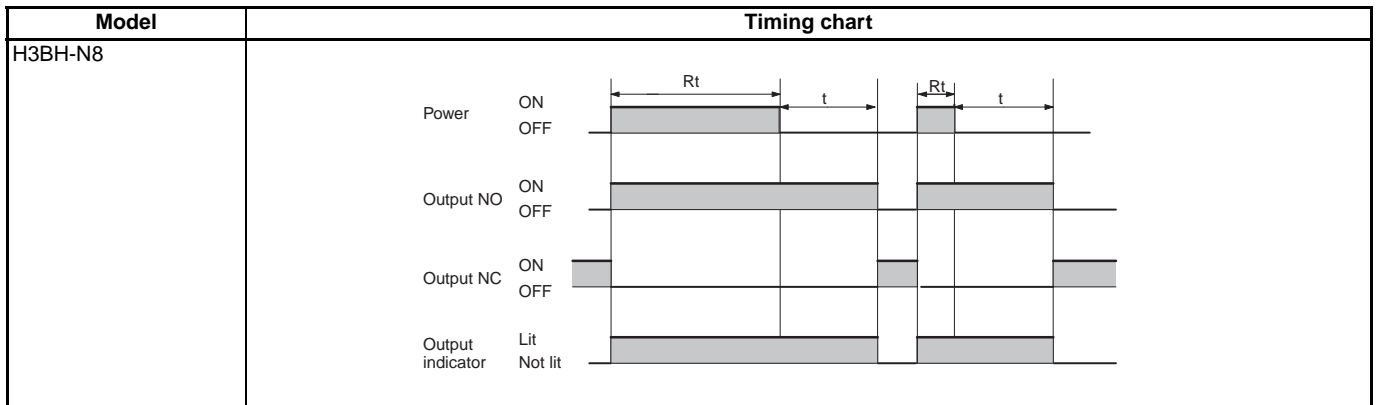 Model Timing chart
H3BH-N8
Rt t Rt t
Power ON
OFF
Output NO ON
OFF
Output NC ON
OFF
Output indicator Lit
Not lit